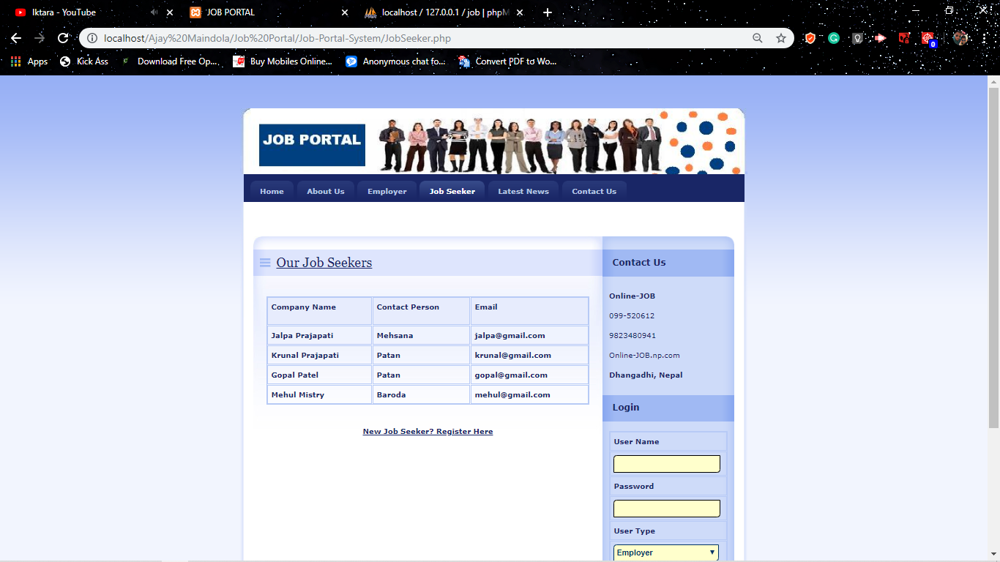 Iktara - YouTube
JOB PORTAL
localhost / 127.0.0.1 / job | phpM
localhost/Ajay%20Maindola/Job%20Portal/Job-Portal-System/JobSeeker.php
0
Apps
Kick Ass
Download Free Op...
Buy Mobiles Online...
Anonymous chat fo...
Convert PDF to Wo...
JOB PORTAL
Home About Us Employer Job Seeker Latest News Contact Us
Our Job Seekers
Company Name Contact Person Email
Jalpa Prajapati Mehsana jalpa@gmail.com
Krunal Prajapati Patan krunal@gmail.com
Gopal Patel Patan gopal@gmail.com
Mehul Mistry Baroda mehul@gmail.com
New Job Seeker? Register Here
Contact Us
Online-JOB
099-520612
9823480941
Online-JOB.np.com
Dhangadhi, Nepal
Login
User Name
Password
User Type
Employer